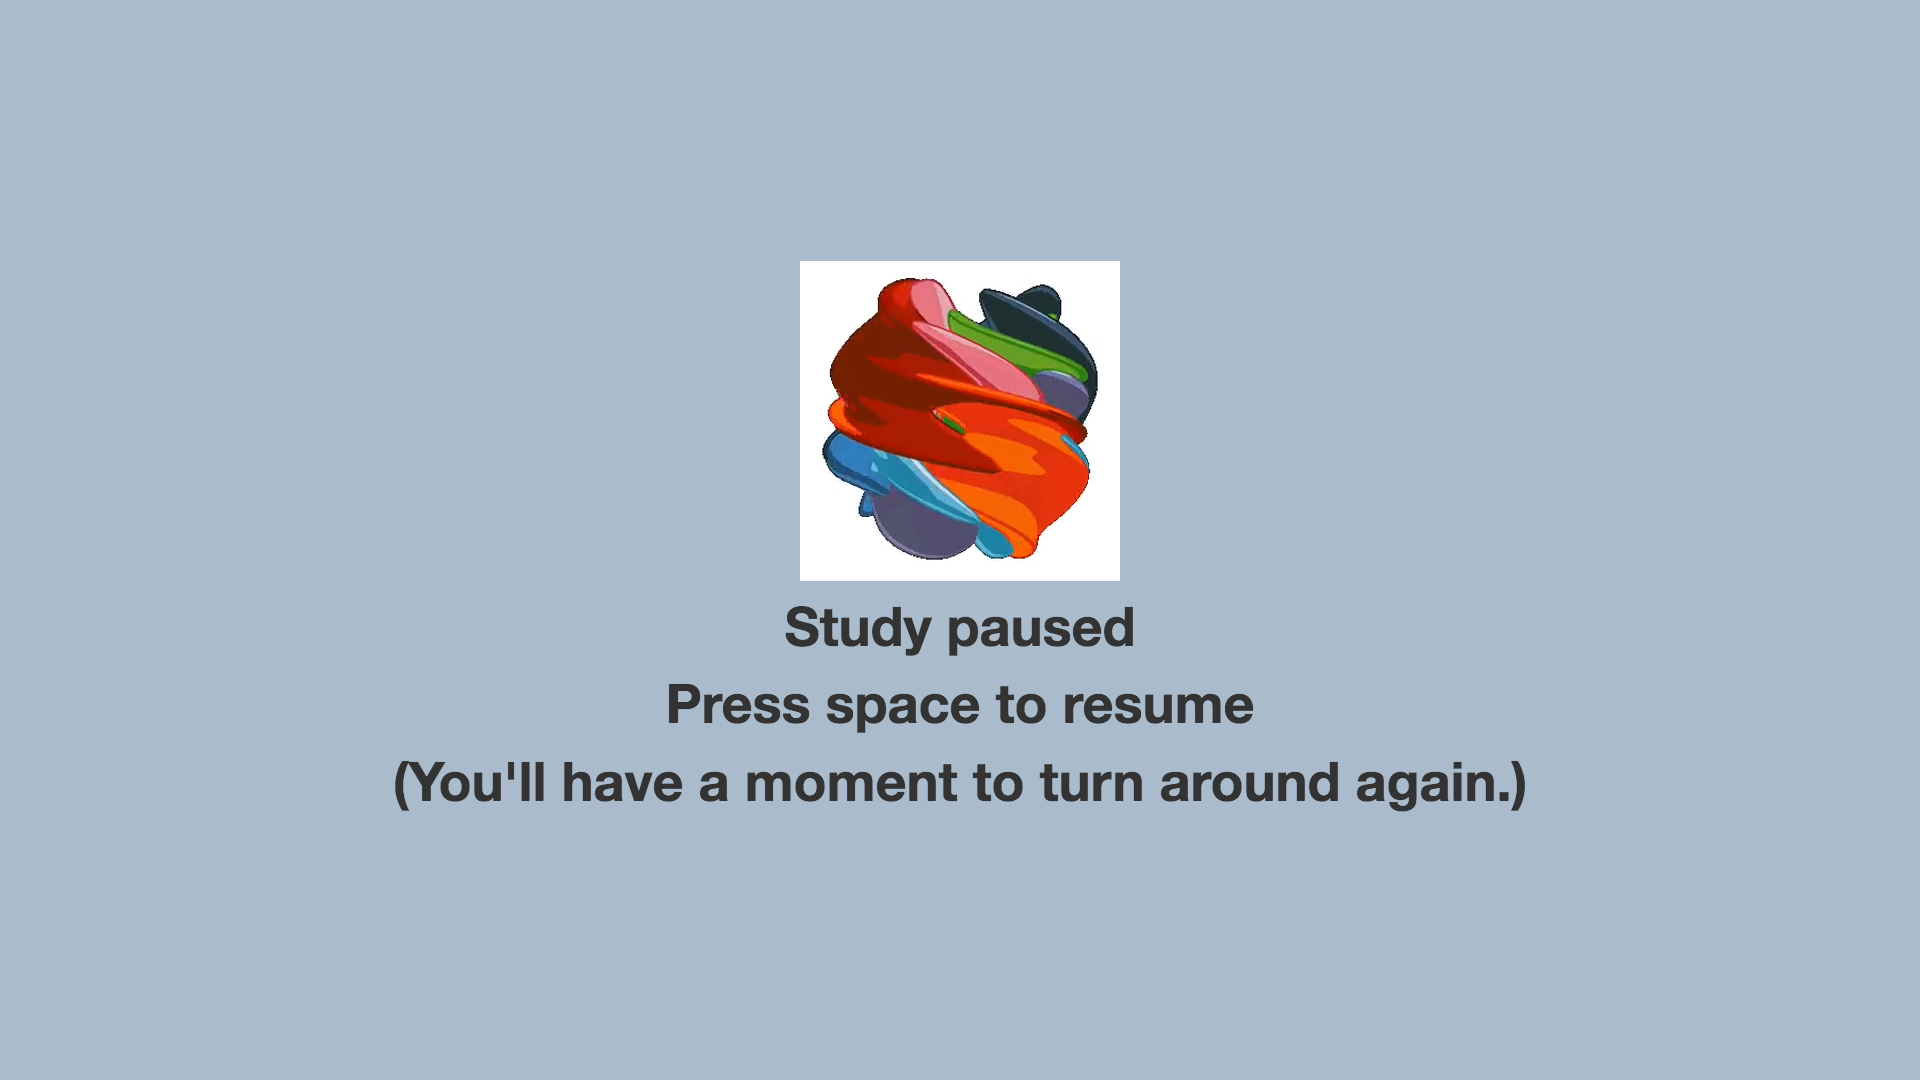 Study paused
Press space to resume
(You'll have a moment to turn around again.)